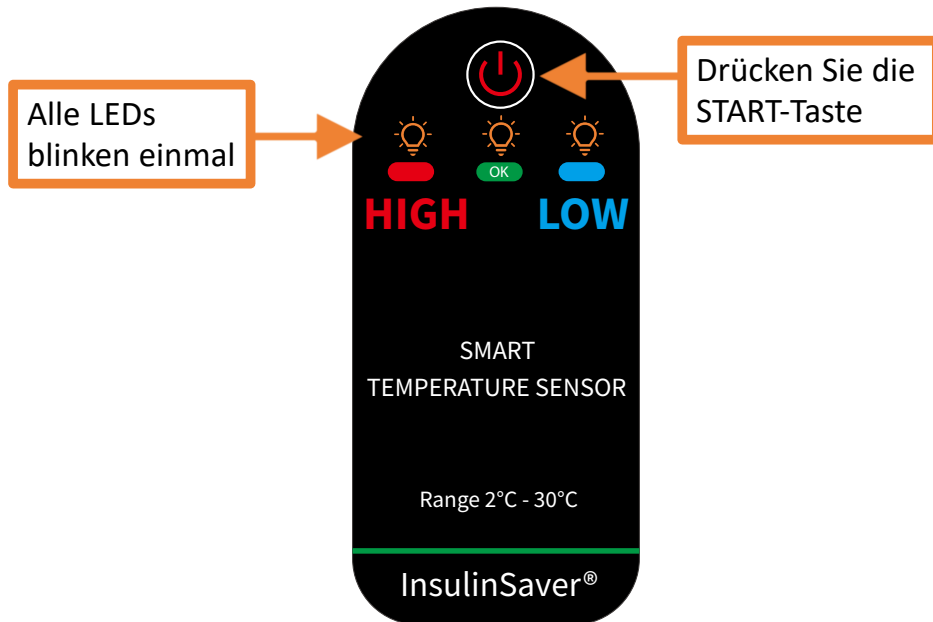 Drücken Sie die
START-Taste
Alle LEDs
blinken einmal
OK
HIGH
LOW
SMART
TEMPERATURE SENSOR
Range 2°C - 30°C
InsulinSaver®